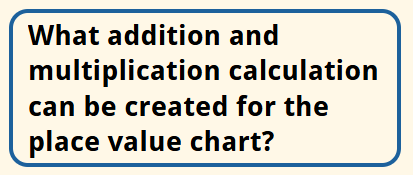 What addition and
multiplication calculation
can be created for the
place value chart?